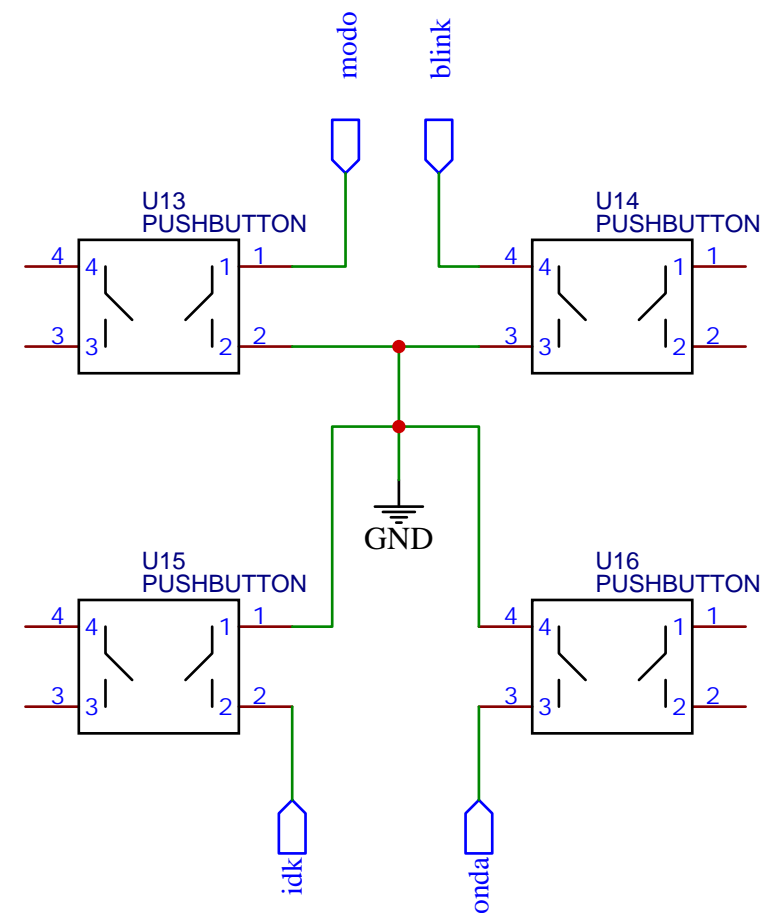 modo
blink
U13
PUSHBUTTON
U14
PUSHBUTTON
4 4 1 1
3 3 2 2
4 4 1 1
3 3 2 2
GND
U15
PUSHBUTTON
U16
PUSHBUTTON
4 4 1 1
3 3 2 2
4 4 1 1
3 3 2 2
idk
onda